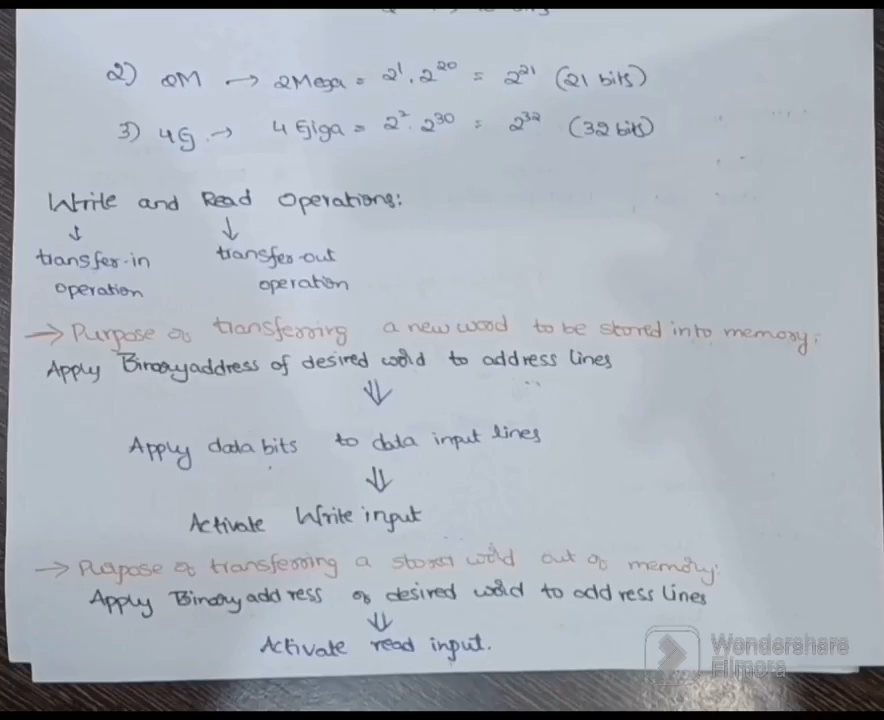 2) 2M → 2Mega = 2¹. 2²⁰ = 2²¹ (21 bits)
3) 4G → 4 Giga = 2². 2³⁰ = 2³² (32 bits)
Write and Read Operations:
↓ ↓
transfer-in transfer-out
operation operation
→ Purpose of transferring a new word to be stored into memory;
Apply Binary address of desired word to address lines
⇓
Apply data bits to data input lines
⇓
Activate Write input
→ Purpose of transferring a stored word out of memory;
Apply Binary address of desired word to address lines
⇓
Activate read input.
Wondershare
Filmora